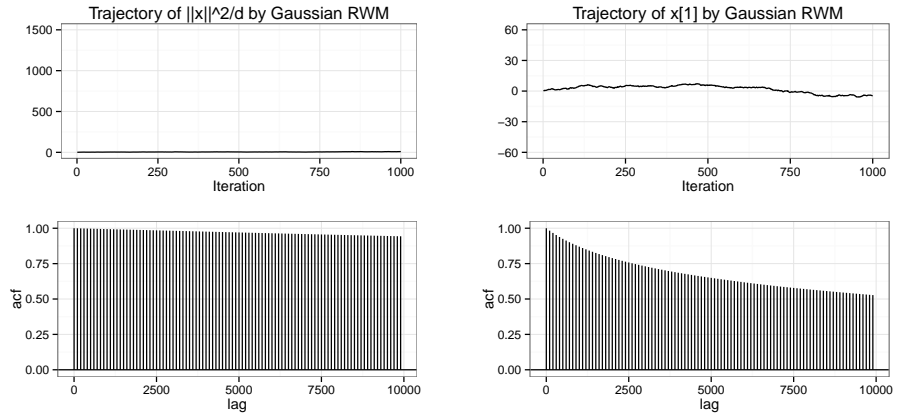 Trajectory of ||x||^2/d by Gaussian RWM
1500
1000
500
0
0 250 500 750 1000
Iteration
Trajectory of x[1] by Gaussian RWM
60
30
0
−30
−60
0 250 500 750 1000
Iteration
1.00
0.75
0.50
0.25
0.00
acf
0 2500 5000 7500 10000
lag
1.00
0.75
0.50
0.25
0.00
acf
0 2500 5000 7500 10000
lag